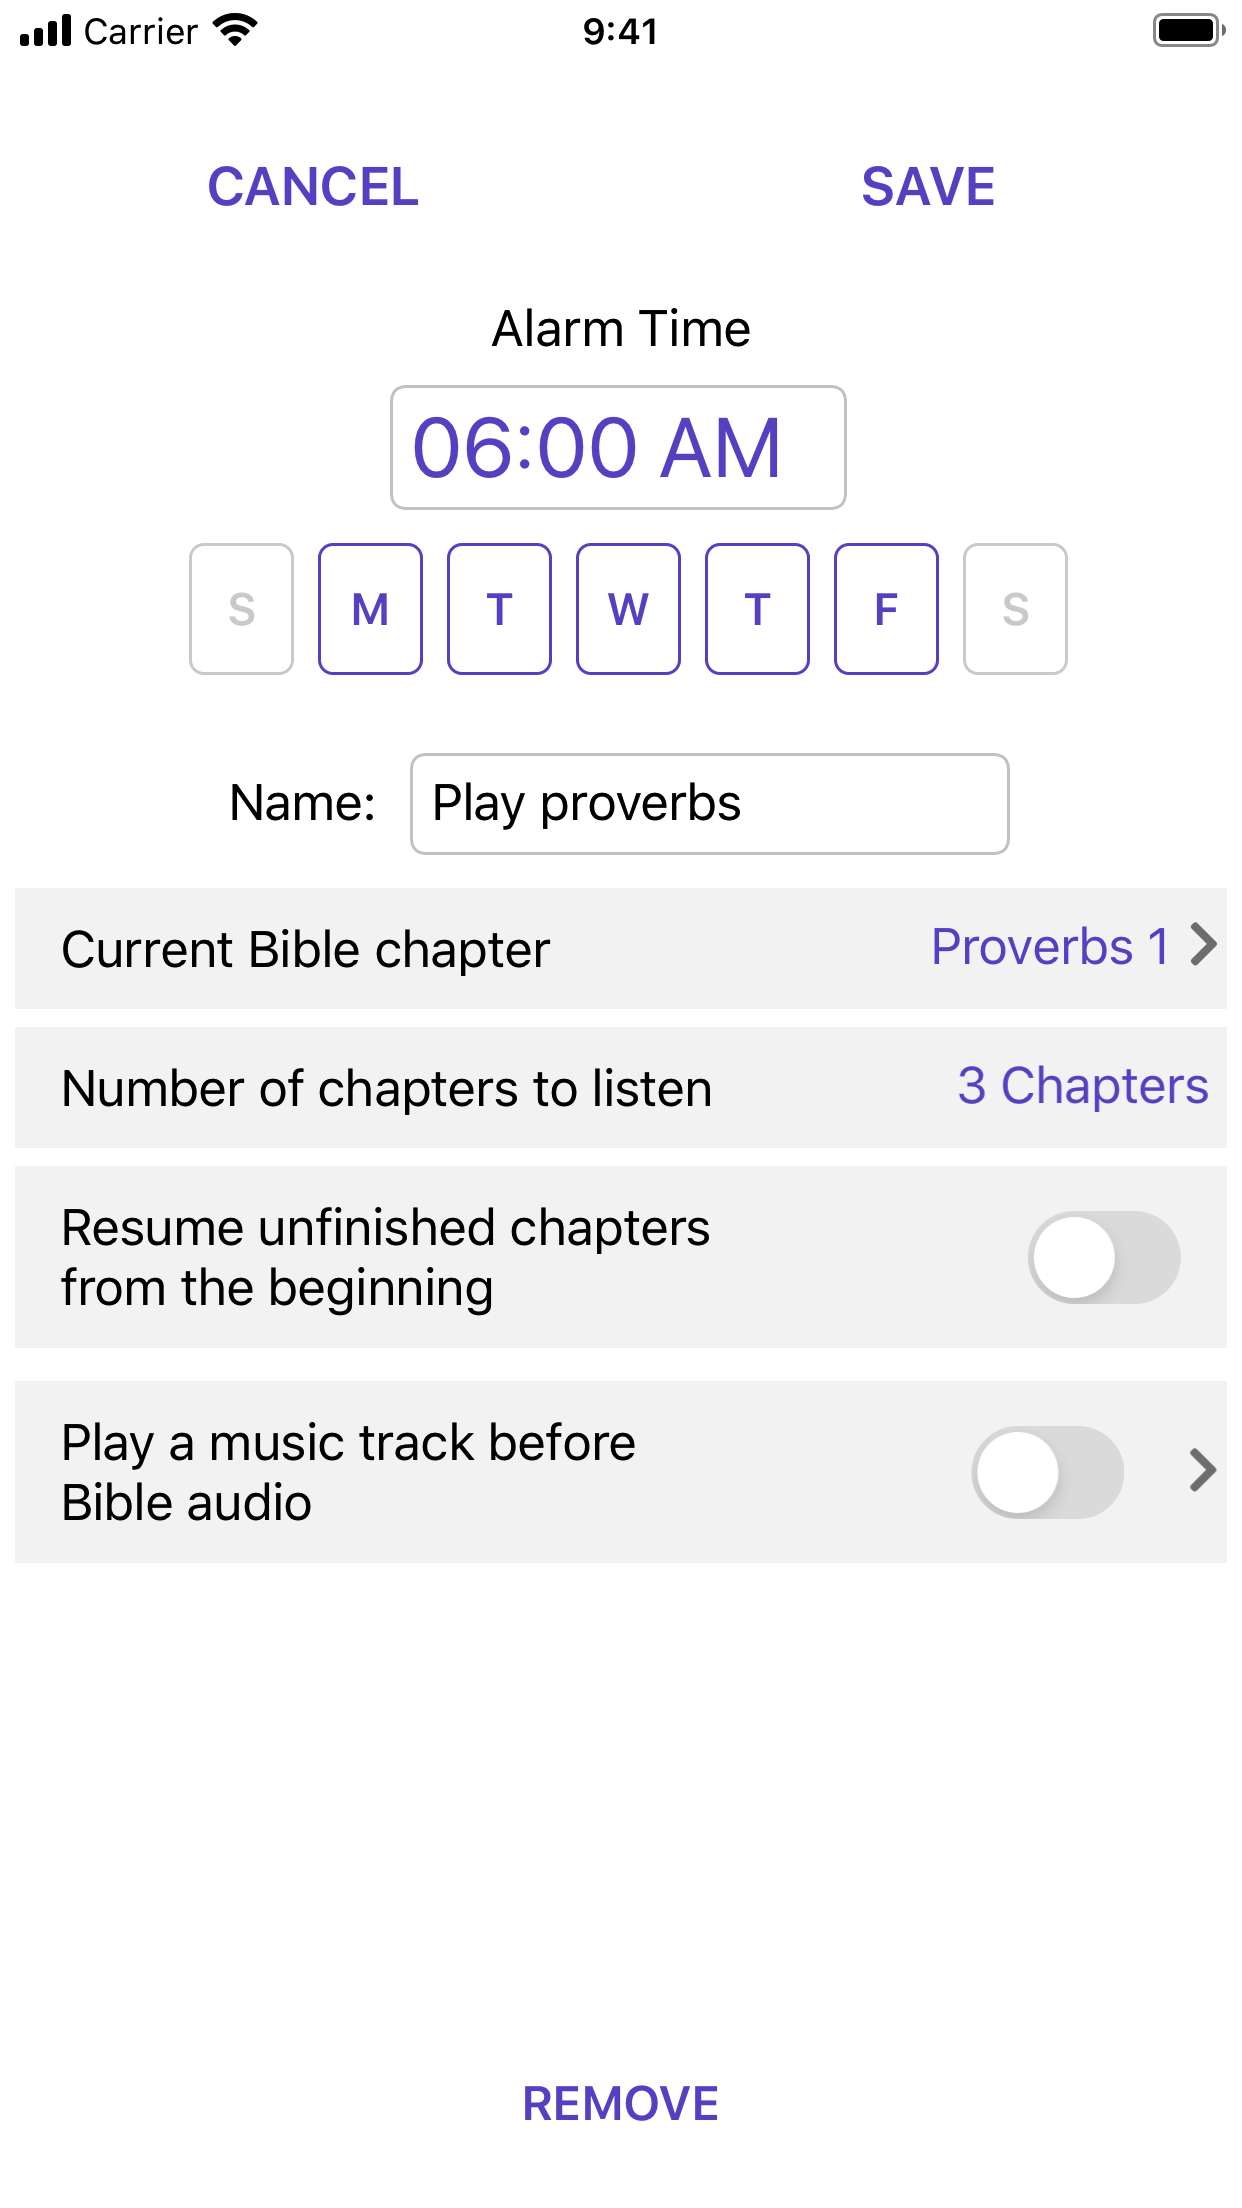 Carrier 9:41
CANCEL SAVE
Alarm Time
06:00 AM
S M T W T F S
Name: Play proverbs
Current Bible chapter Proverbs 1
Number of chapters to listen 3 Chapters
Resume unfinished chapters
from the beginning
Play a music track before
Bible audio
REMOVE